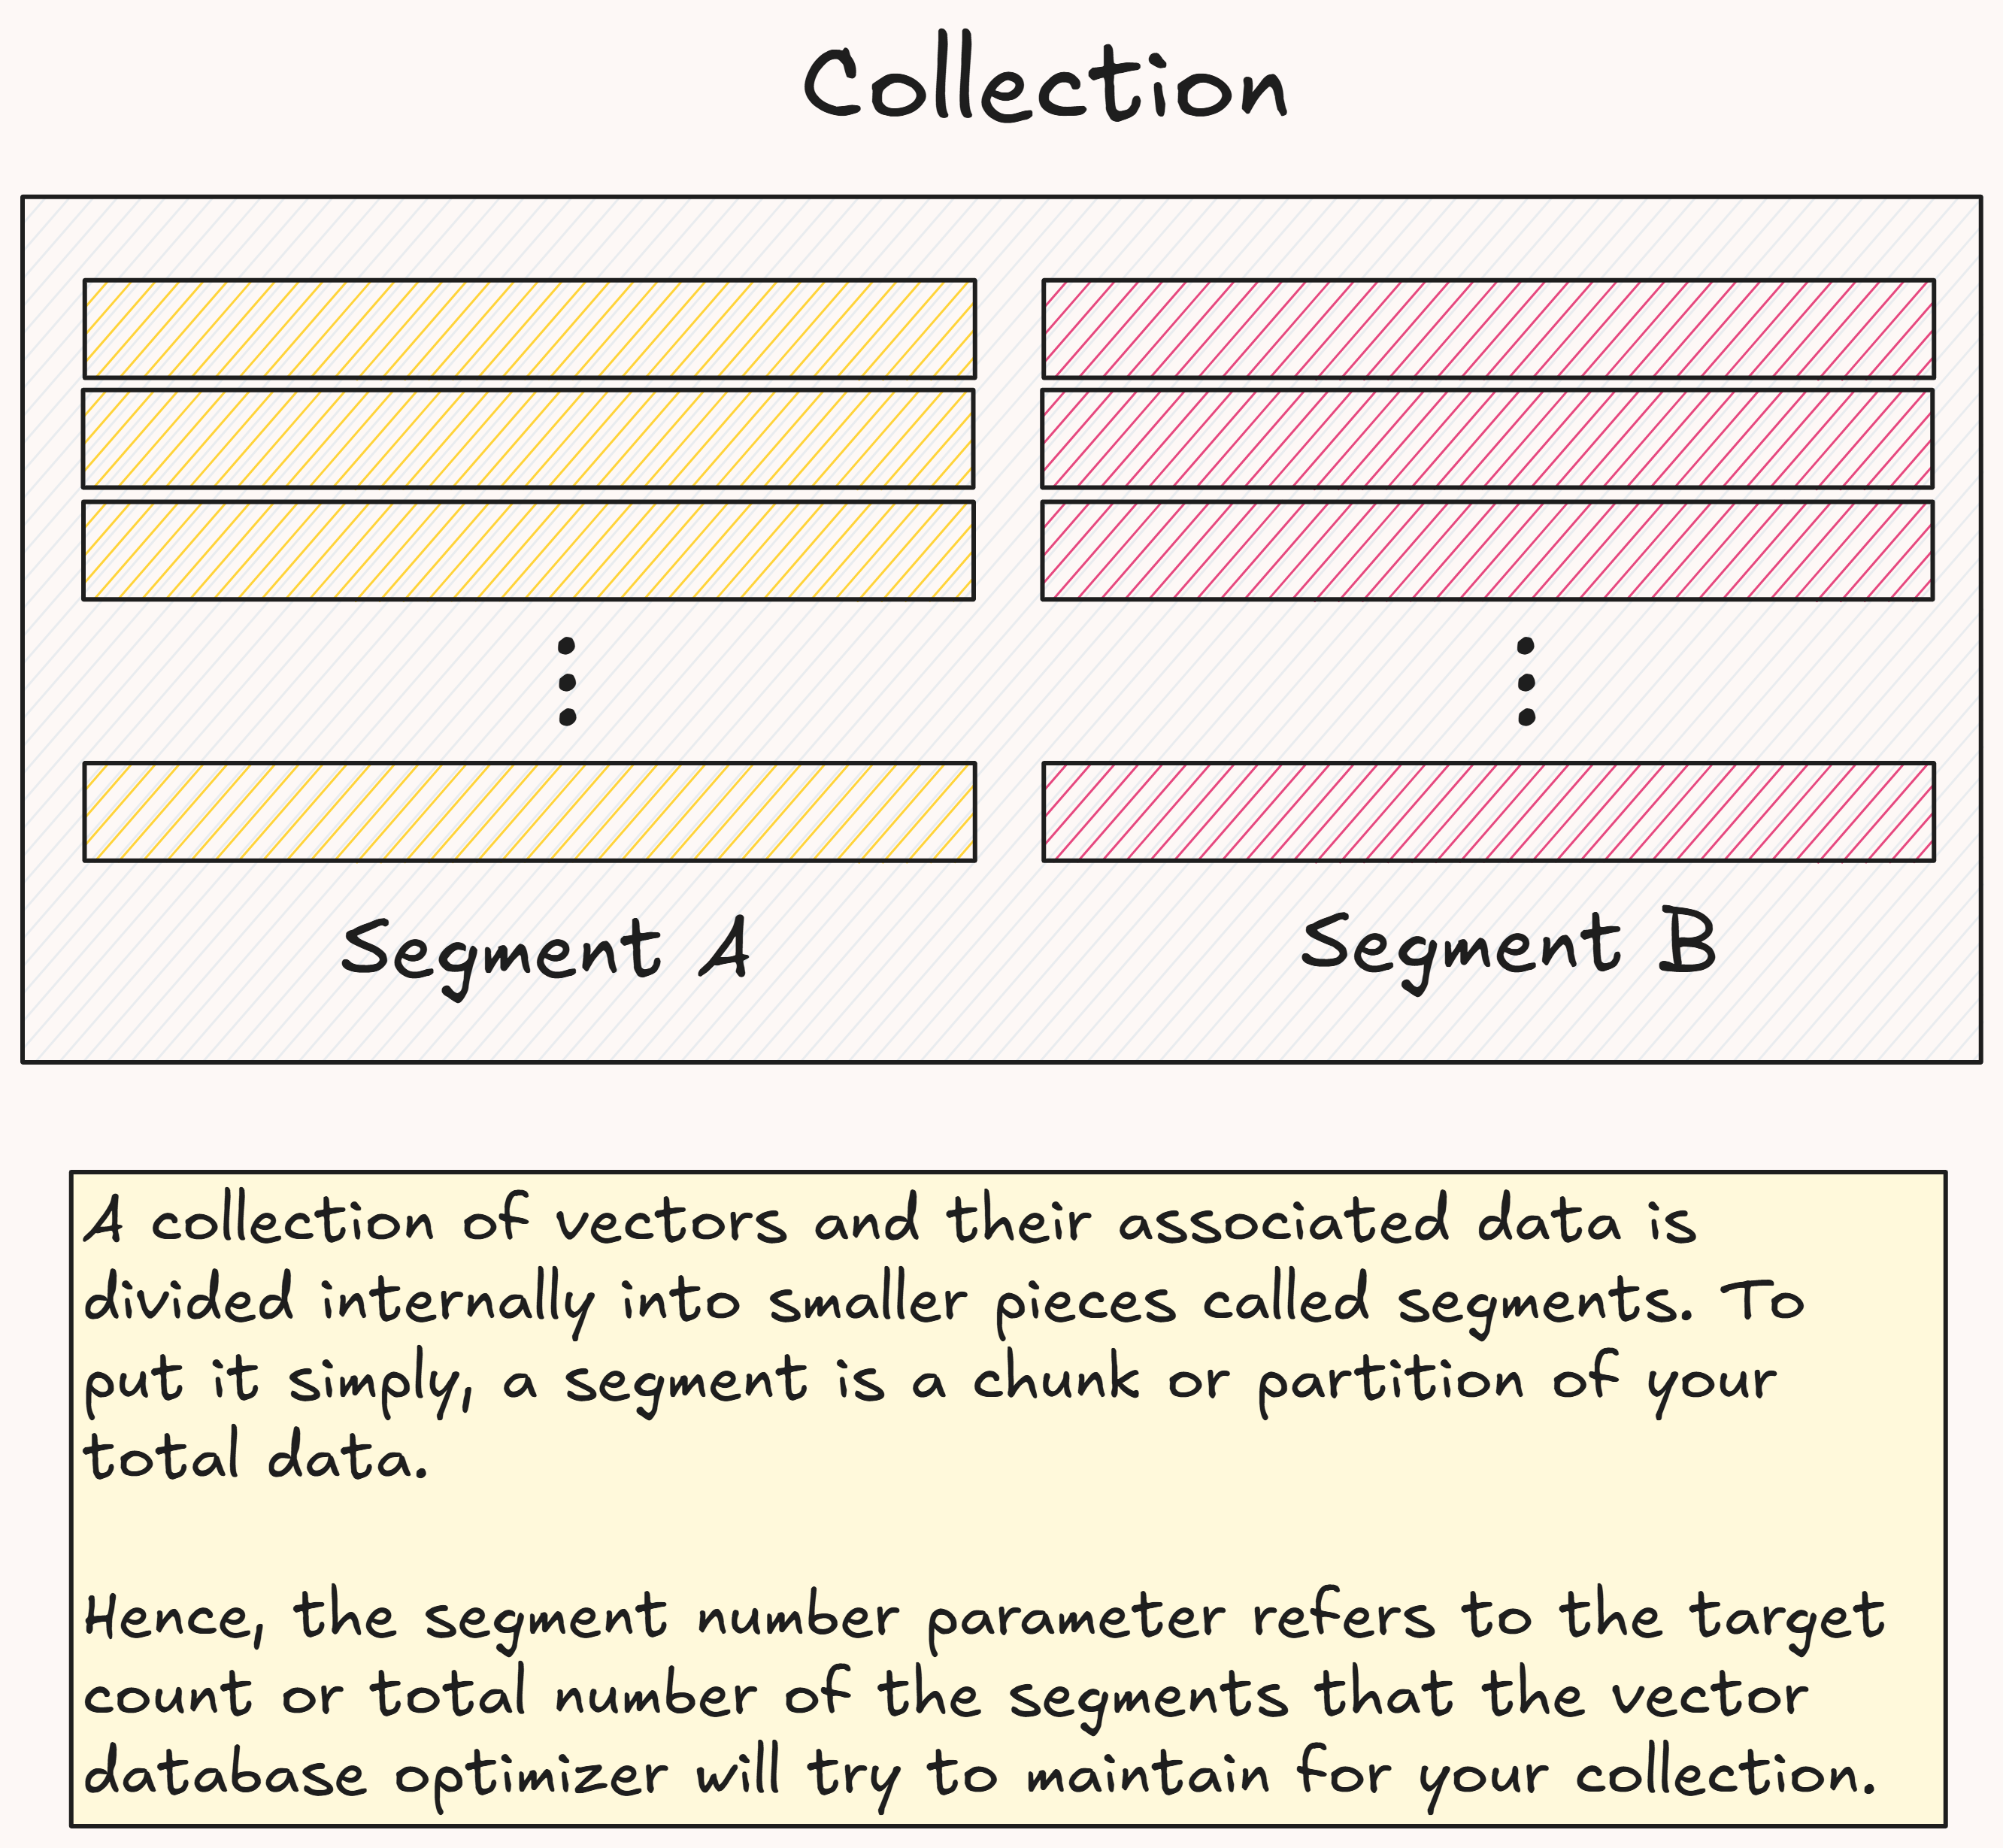 Collection
Segment A
Segment B
A collection of vectors and their associated data is
divided internally into smaller pieces called segments. To
put it simply, a segment is a chunk or partition of your
total data.
Hence, the segment number parameter refers to the target
count or total number of the segments that the vector
database optimizer will try to maintain for your collection.